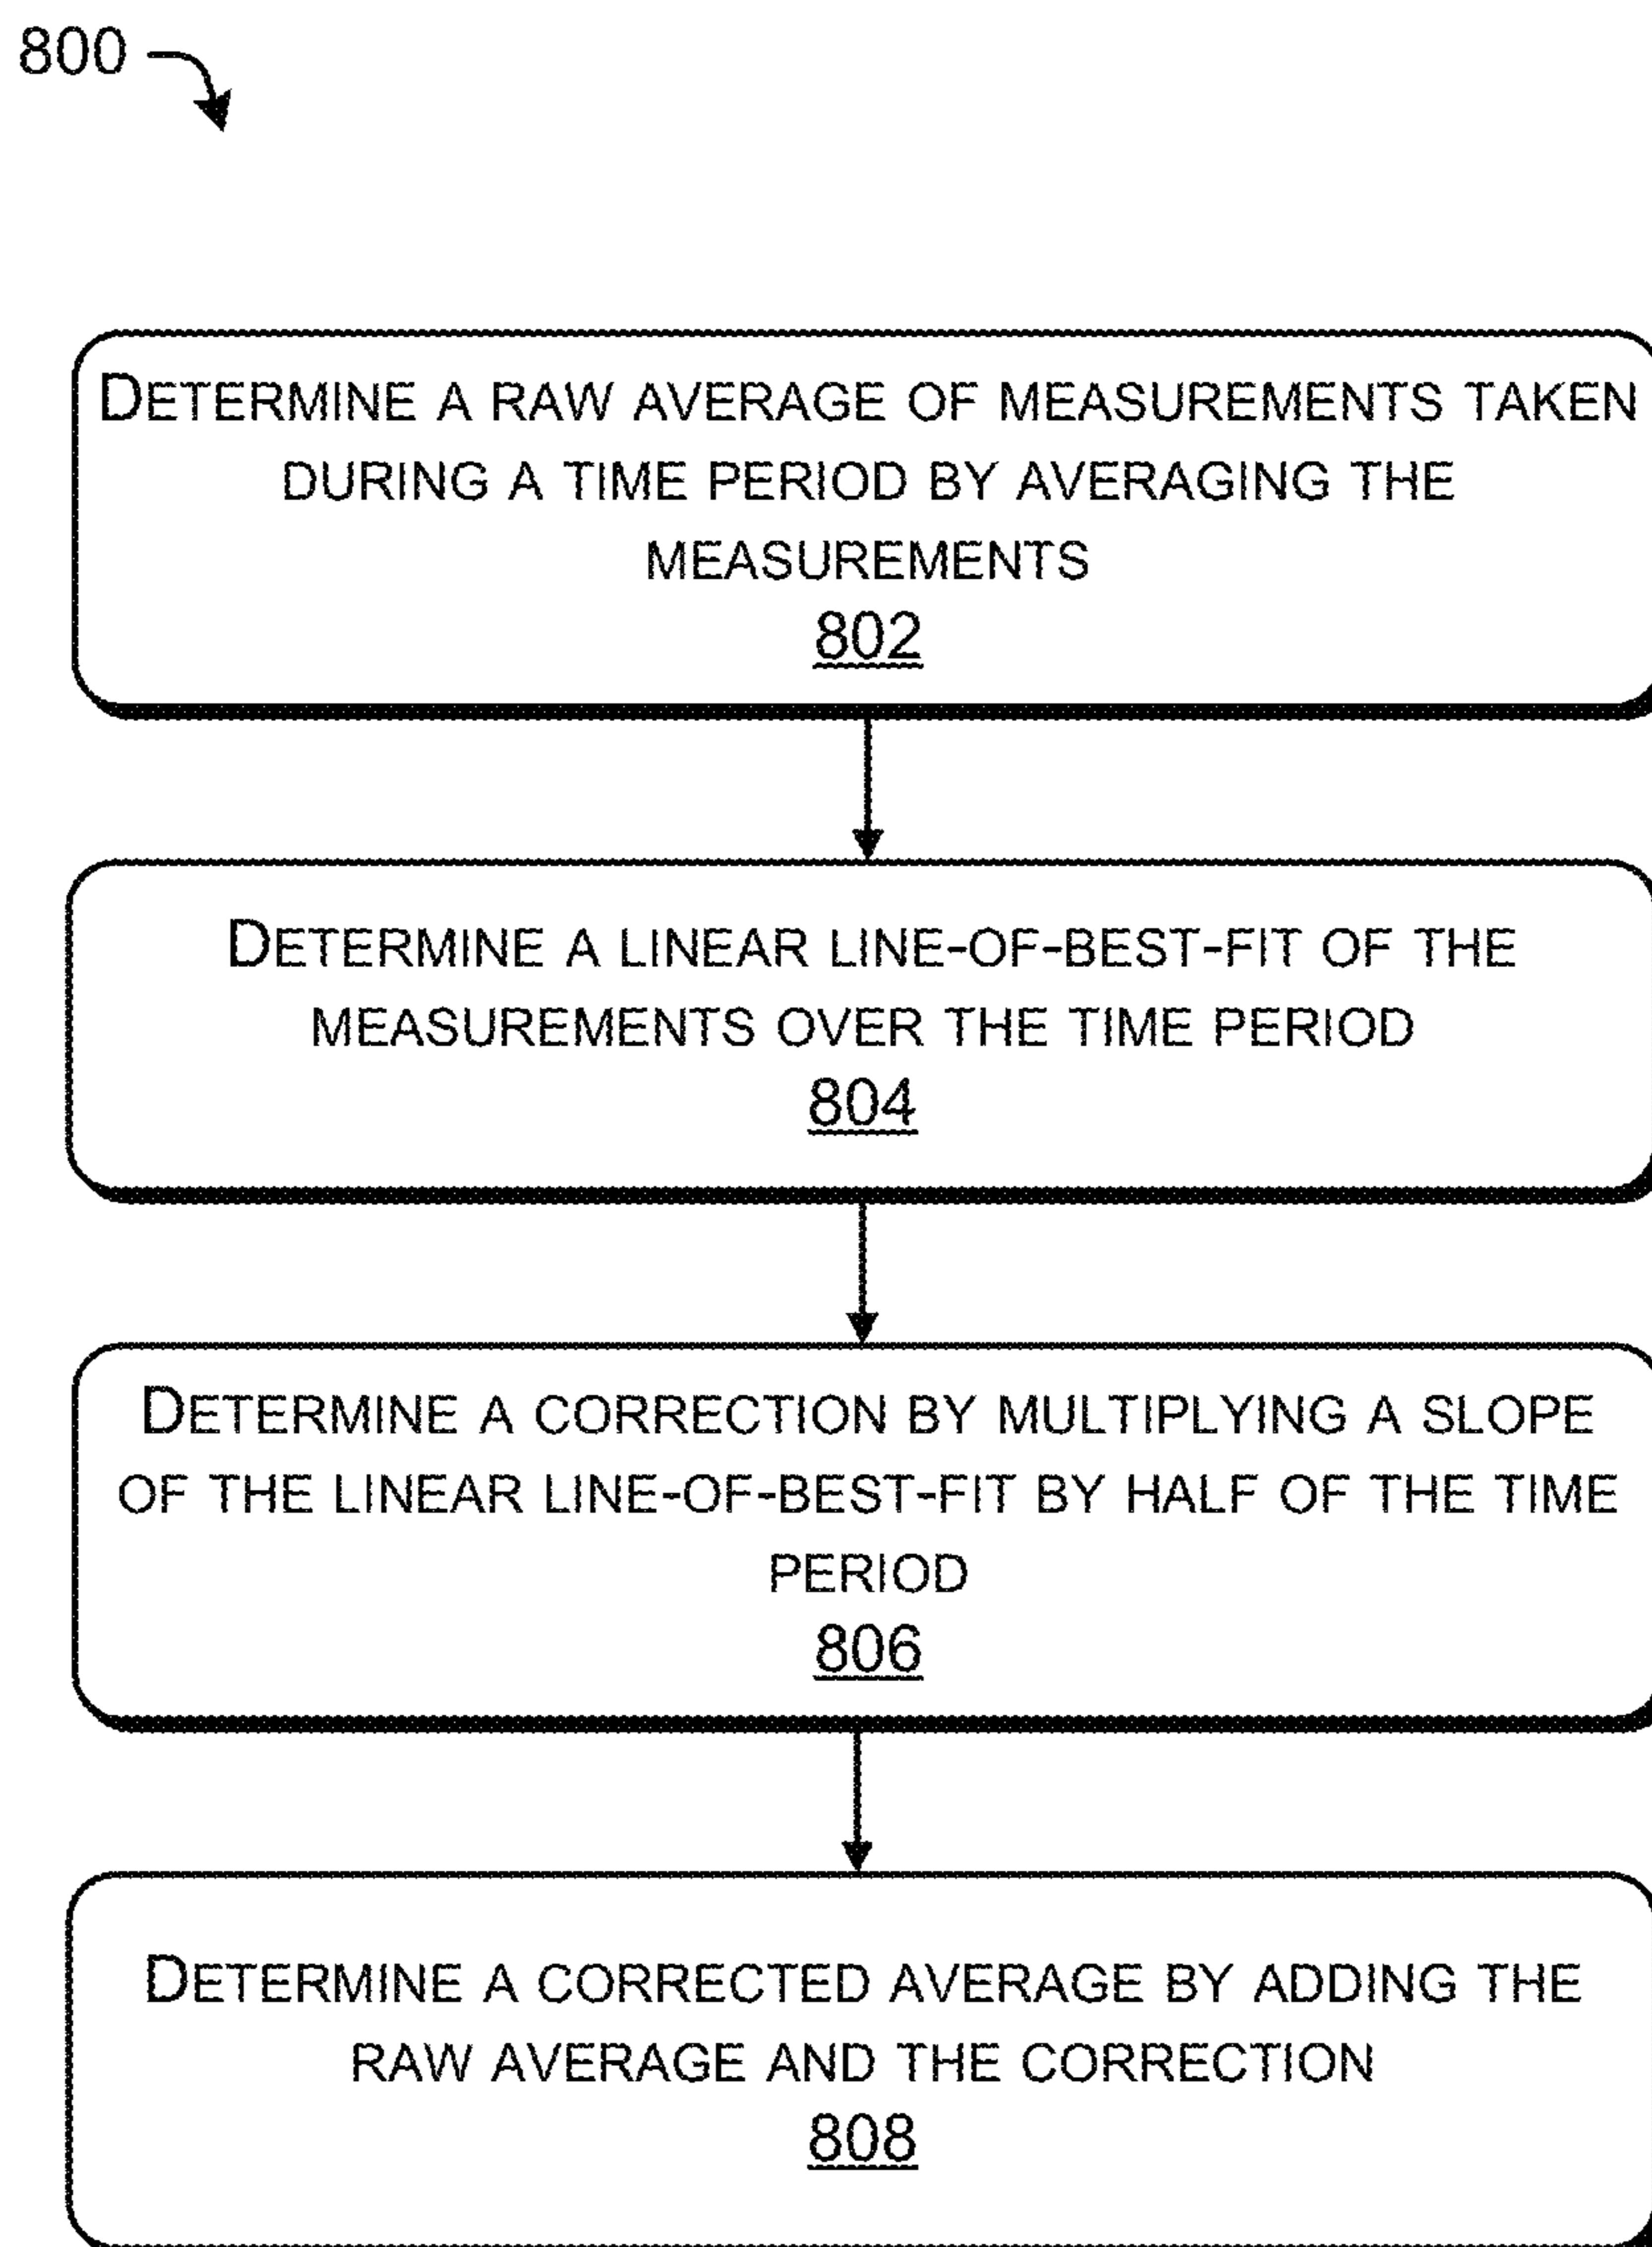 800
DETERMINE A RAW AVERAGE OF MEASUREMENTS TAKEN
DURING A TIME PERIOD BY AVERAGING THE
MEASUREMENTS
802
DETERMINE A LINEAR LINE-OF-BEST-FIT OF THE
MEASUREMENTS OVER THE TIME PERIOD
804
DETERMINE A CORRECTION BY MULTIPLYING A SLOPE
OF THE LINEAR LINE-OF-BEST-FIT BY HALF OF THE TIME
PERIOD
806
DETERMINE A CORRECTED AVERAGE BY ADDING THE
RAW AVERAGE AND THE CORRECTION
808